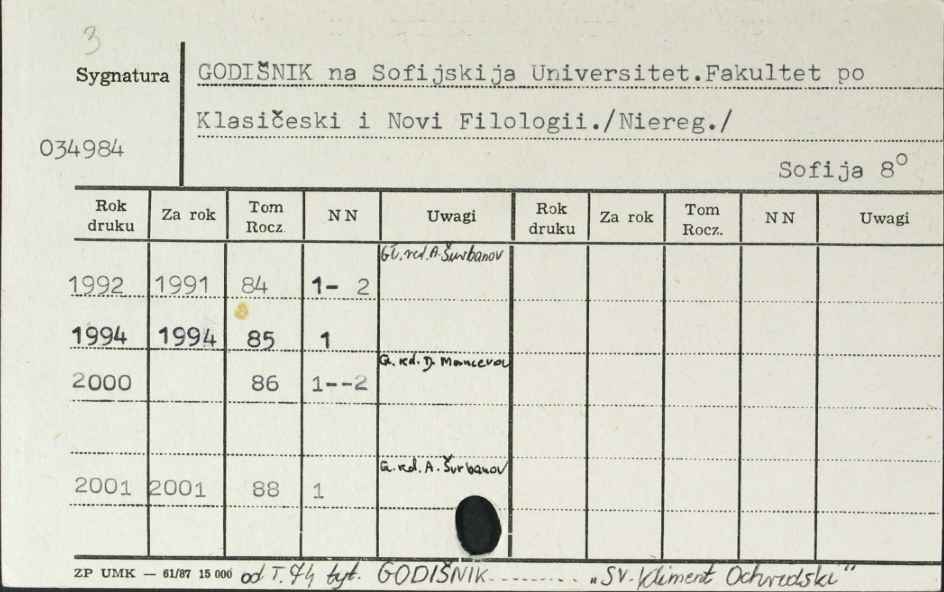 3
Sygnatura
GODIŠNIK na Sofijskija Universitet.Fakultet po
Klasičeski i Novi Filologii./Niereg./
034984
Sofija 8°
Rok druku Za rok Tom Rocz. NN Uwagi Rok druku Za rok Tom Rocz. NN Uwagi
Gł.red.A.Šurbanov
1992 1991 84 1- 2
1994 1994 85 1
G. red. D. Mancevov
2000 86 1--2
G. red. A. Šurbanov
2001 2001 88 1
ZP UMK — 61/87 15 000 od T. 74 tyt. GODIŠNIK........... "Sv. Kliment Ochridski"